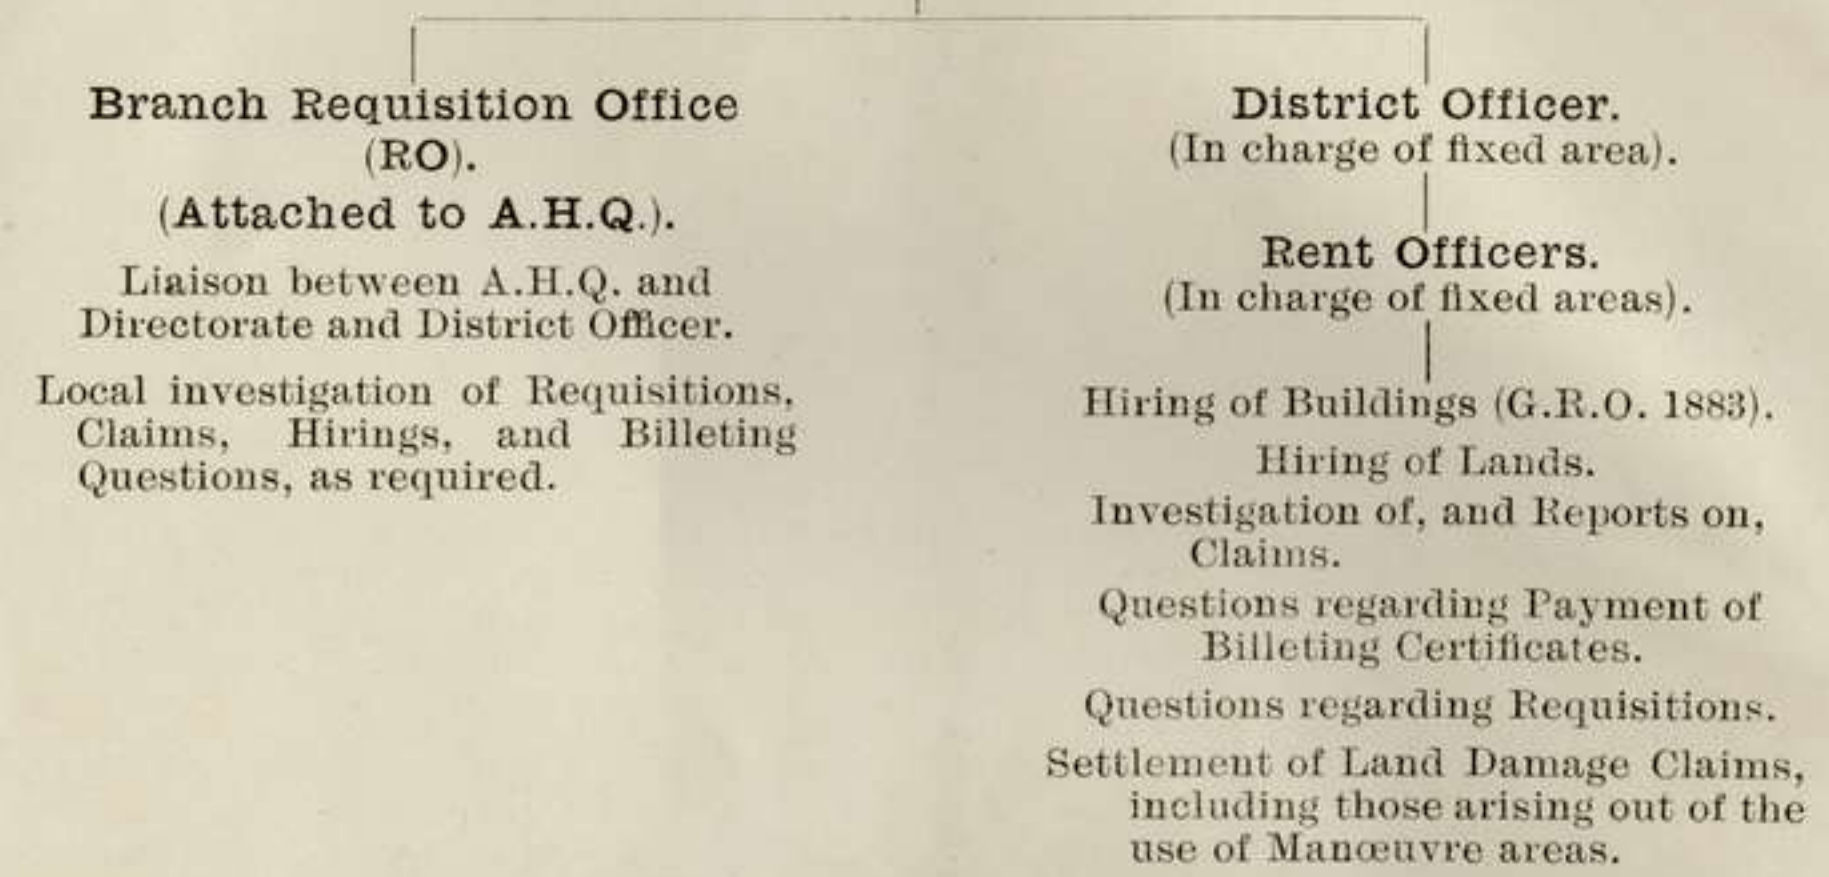 Branch Requisition Office
(RO).
(Attached to A.H.Q.).
Liaison between A.H.Q. and
Directorate and District Officer.
Local investigation of Requisitions,
Claims, Hirings, and Billeting
Questions, as required.
District Officer.
(In charge of fixed area).
Rent Officers.
(In charge of fixed areas).
Hiring of Buildings (G.R.O. 1883).
Hiring of Lands.
Investigation of, and Reports on,
Claims.
Questions regarding Payment of
Billeting Certificates.
Questions regarding Requisitions.
Settlement of Land Damage Claims,
including those arising out of the
use of Manœuvre areas.